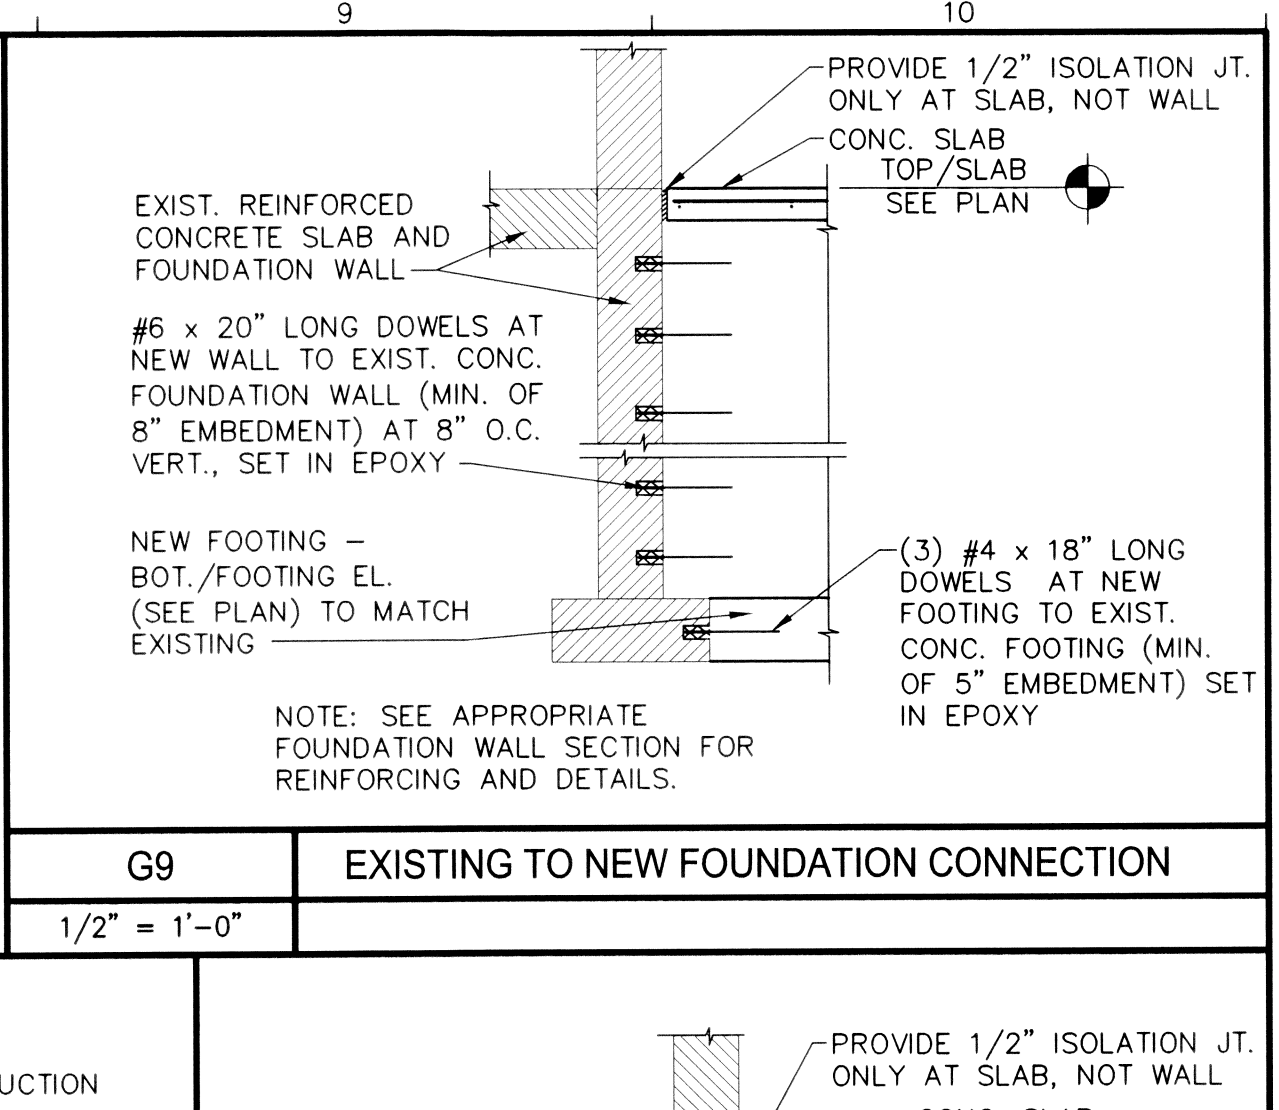 9
10
PROVIDE 1/2" ISOLATION JT.
ONLY AT SLAB, NOT WALL
CONC. SLAB
TOP/SLAB
SEE PLAN
EXIST. REINFORCED
CONCRETE SLAB AND
FOUNDATION WALL
#6 x 20" LONG DOWELS AT
NEW WALL TO EXIST. CONC.
FOUNDATION WALL (MIN. OF
8" EMBEDMENT) AT 8" O.C.
VERT., SET IN EPOXY
NEW FOOTING –
BOT./FOOTING EL.
(SEE PLAN) TO MATCH
EXISTING
(3) #4 x 18" LONG
DOWELS AT NEW
FOOTING TO EXIST.
CONC. FOOTING (MIN.
OF 5" EMBEDMENT) SET
IN EPOXY
NOTE: SEE APPROPRIATE
FOUNDATION WALL SECTION FOR
REINFORCING AND DETAILS.
G9
EXISTING TO NEW FOUNDATION CONNECTION
1/2" = 1'-0"
PROVIDE 1/2" ISOLATION JT.
ONLY AT SLAB, NOT WALL
UCTION